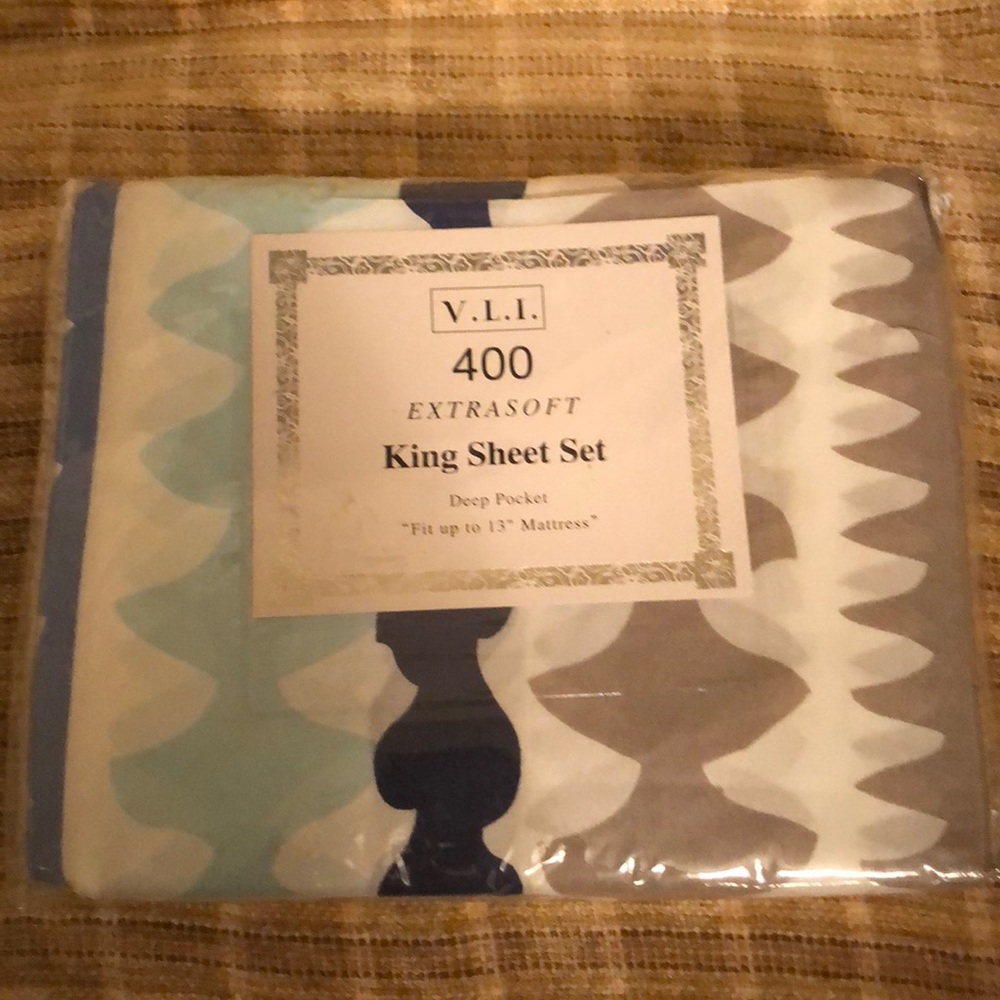 V.L.I.
400
EXTRASOFT
King Sheet Set
Deep Pocket
“Fit up to 13" Mattress”